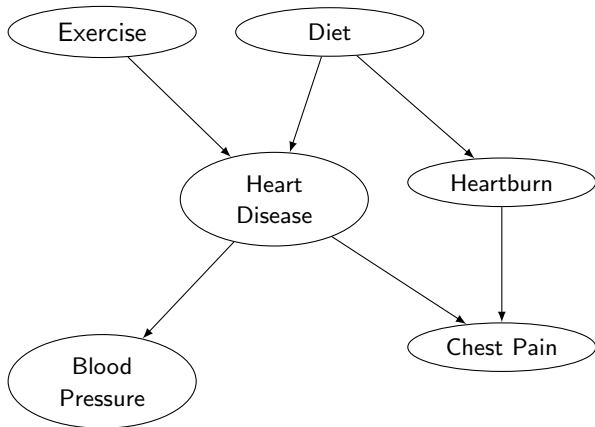 Exercise
Diet
Heart
Disease
Heartburn
Blood
Pressure
Chest Pain